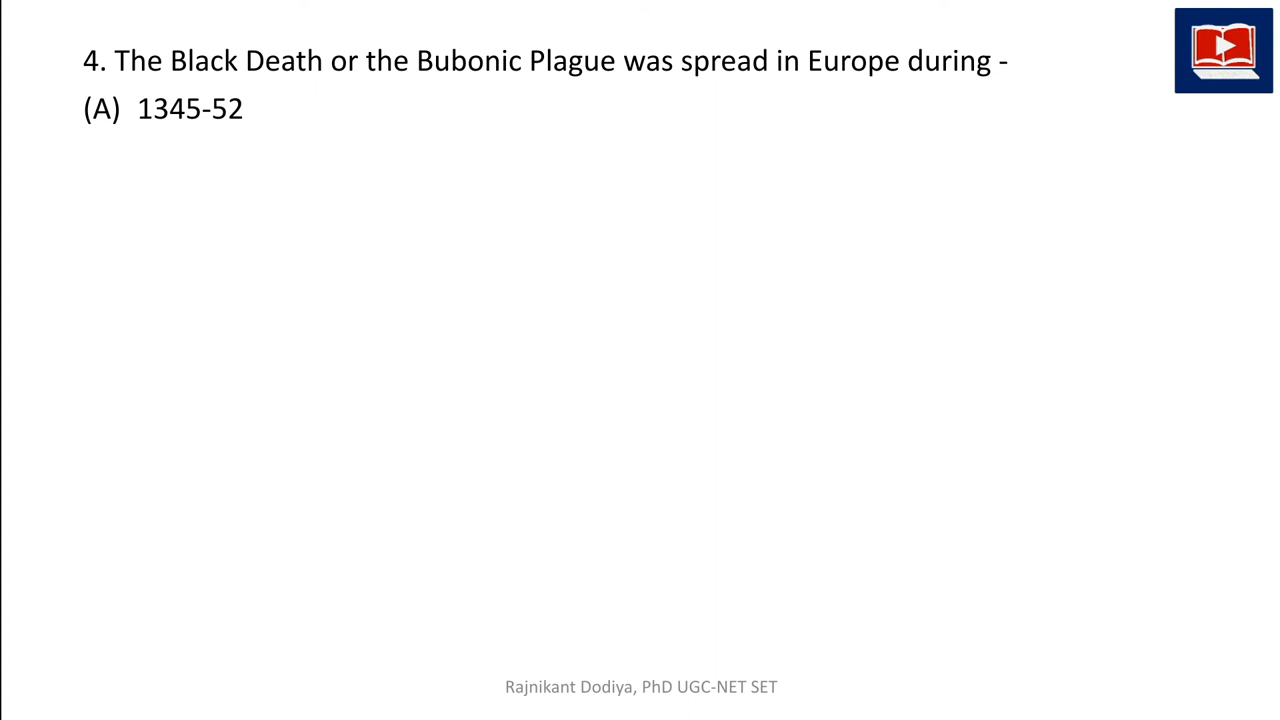 4. The Black Death or the Bubonic Plague was spread in Europe during -
(A) 1345-52
Rajnikant Dodiya, PhD UGC-NET SET